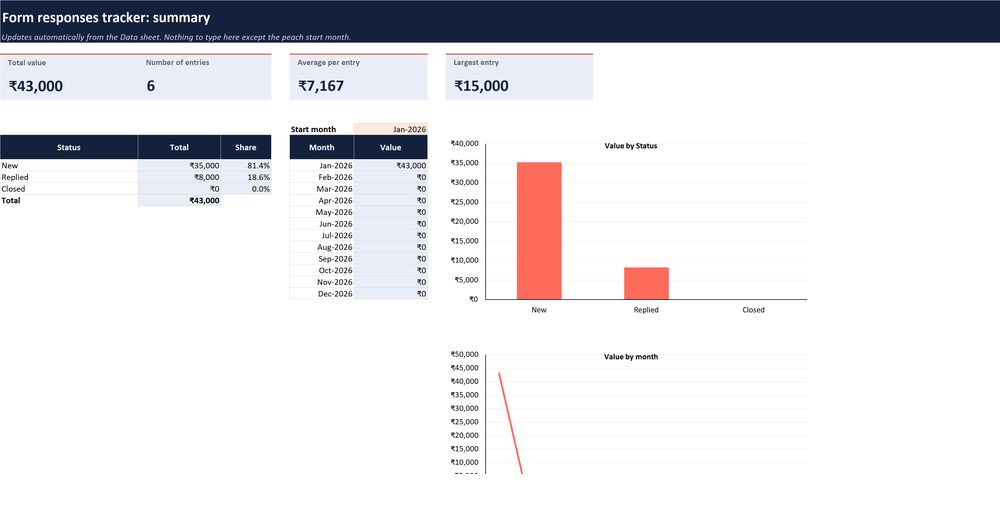 Form responses tracker: summary
Updates automatically from the Data sheet. Nothing to type here except the peach start month.
Total value
Number of entries
Average per entry
Largest entry
₹43,000
6
₹7,167
₹15,000
Start month Jan-2026
Status Total Share
New ₹35,000 81.4%
Replied ₹8,000 18.6%
Closed ₹0 0.0%
Total ₹43,000
Month Value
Jan-2026 ₹43,000
Feb-2026 ₹0
Mar-2026 ₹0
Apr-2026 ₹0
May-2026 ₹0
Jun-2026 ₹0
Jul-2026 ₹0
Aug-2026 ₹0
Sep-2026 ₹0
Oct-2026 ₹0
Nov-2026 ₹0
Dec-2026 ₹0
Value by Status
₹40,000
₹35,000
₹30,000
₹25,000
₹20,000
₹15,000
₹10,000
₹5,000
₹0
New Replied Closed
Value by month
₹50,000
₹45,000
₹40,000
₹35,000
₹30,000
₹25,000
₹20,000
₹15,000
₹10,000